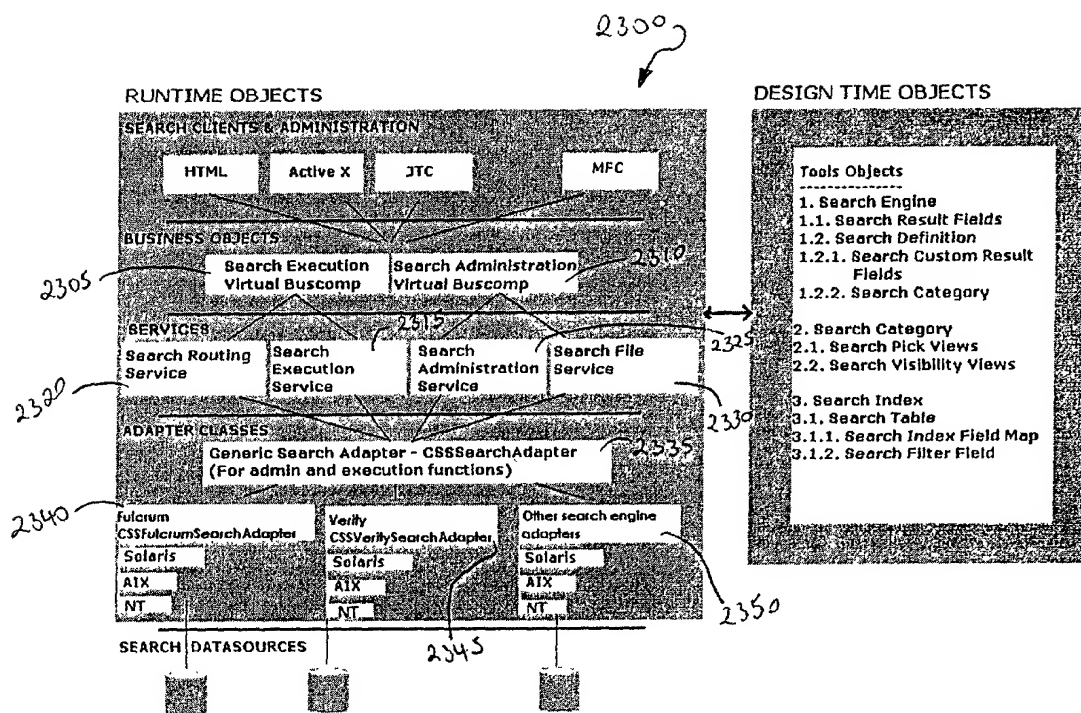 2300
RUNTIME OBJECTS
DESIGN TIME OBJECTS
SEARCH CLIENTS & ADMINISTRATION
HTML
Active X
JTC
MFC
BUSINESS OBJECTS
2305
Search Execution
Virtual Buscomp
Search Administration
Virtual Buscomp
2310
SERVICES
2315
2325
Search Routing
Service
Search
Execution
Service
Search
Administration
Service
Search File
Service
2320
2330
ADAPTER CLASSES
Generic Search Adapter - CSSSearchAdapter
(For admin and execution functions)
2335
2340
Fulcrum
CSSFulcrumSearchAdapter
Solaris
AIX
NT
Verity
CSSVeritySearchAdapter
Solaris
AIX
NT
Other search engine
adapters
Solaris
AIX
NT
2345
2350
SEARCH DATASOURCES
Tools Objects
---------------
1. Search Engine
1.1. Search Result Fields
1.2. Search Definition
1.2.1. Search Custom Result
Fields
1.2.2. Search Category
2. Search Category
2.1. Search Pick Views
2.2. Search Visibility Views
3. Search Index
3.1. Search Table
3.1.1. Search Index Field Map
3.1.2. Search Filter Field